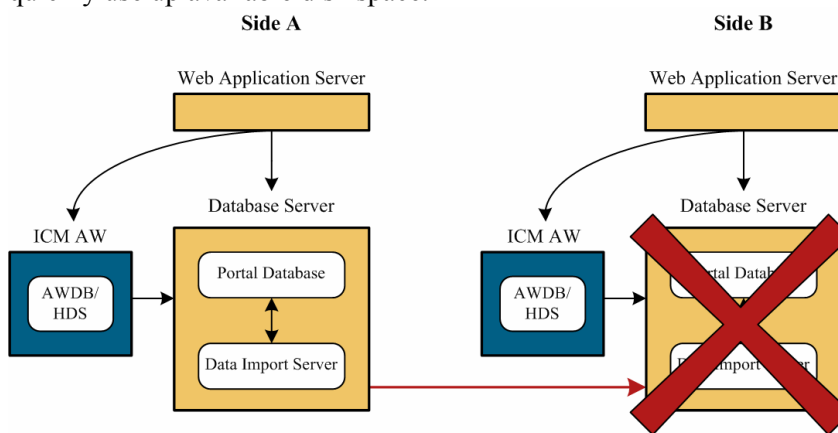 Side A
Side B
Web Application Server
Web Application Server
Database Server
Database Server
ICM AW
ICM AW
Portal Database
AWDB/
HDS
AWDB/
HDS
Data Import Server